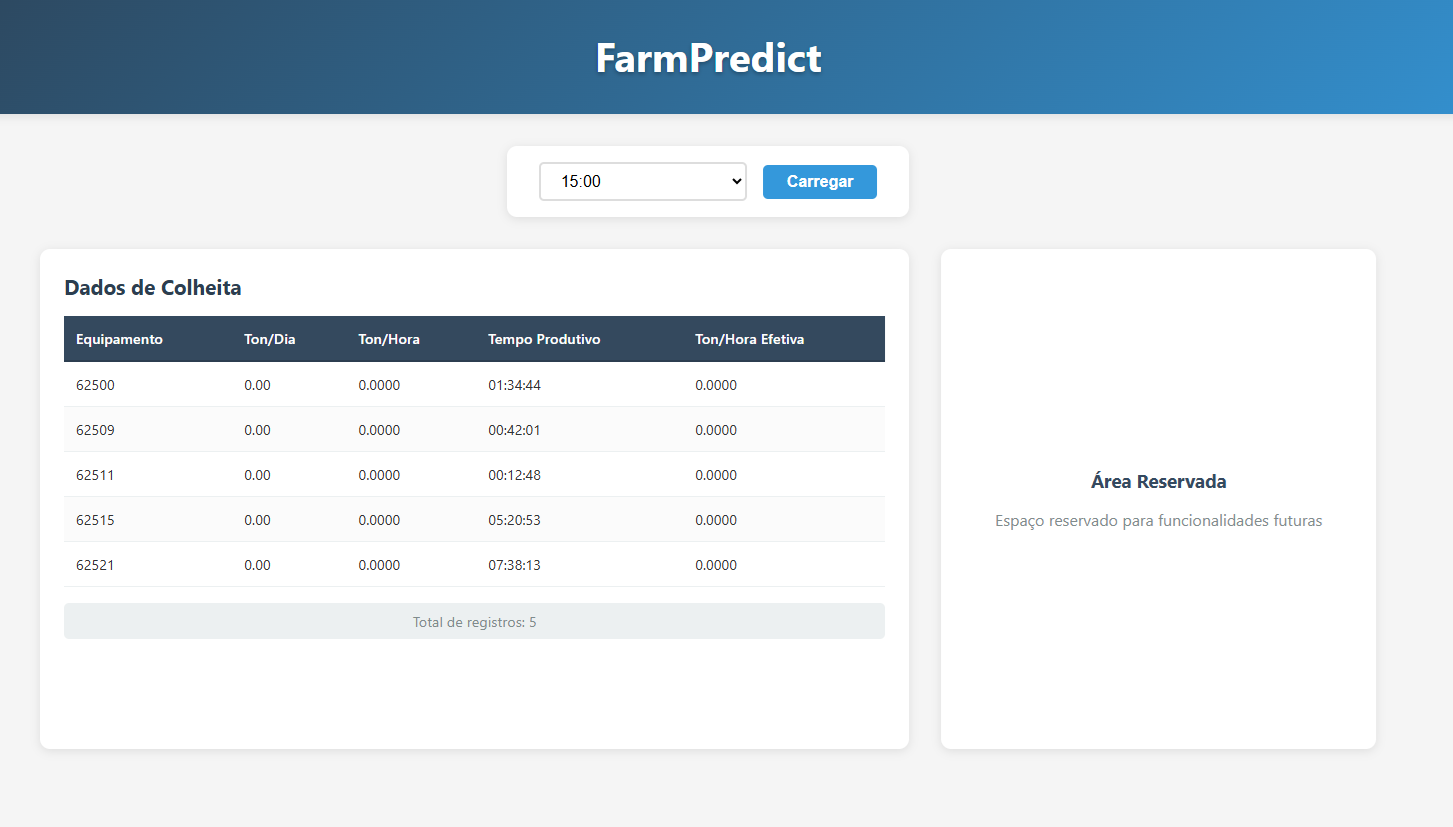 FarmPredict
15:00 Carregar
Dados de Colheita
Equipamento Ton/Dia Ton/Hora Tempo Produtivo Ton/Hora Efetiva
62500 0.00 0.0000 01:34:44 0.0000
62509 0.00 0.0000 00:42:01 0.0000
62511 0.00 0.0000 00:12:48 0.0000
62515 0.00 0.0000 05:20:53 0.0000
62521 0.00 0.0000 07:38:13 0.0000
Total de registros: 5
Área Reservada
Espaço reservado para funcionalidades futuras